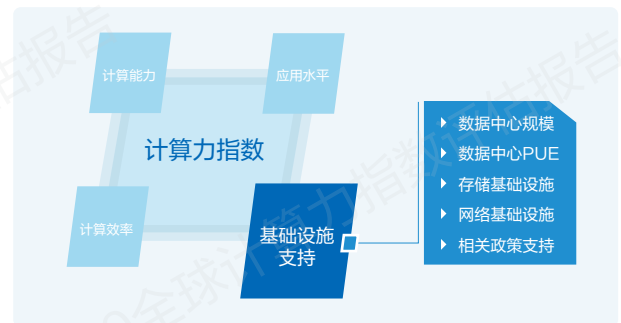 计算能力
应用水平
计算力指数
计算效率
基础设施
支持
数据中心规模
数据中心PUE
存储基础设施
网络基础设施
相关政策支持